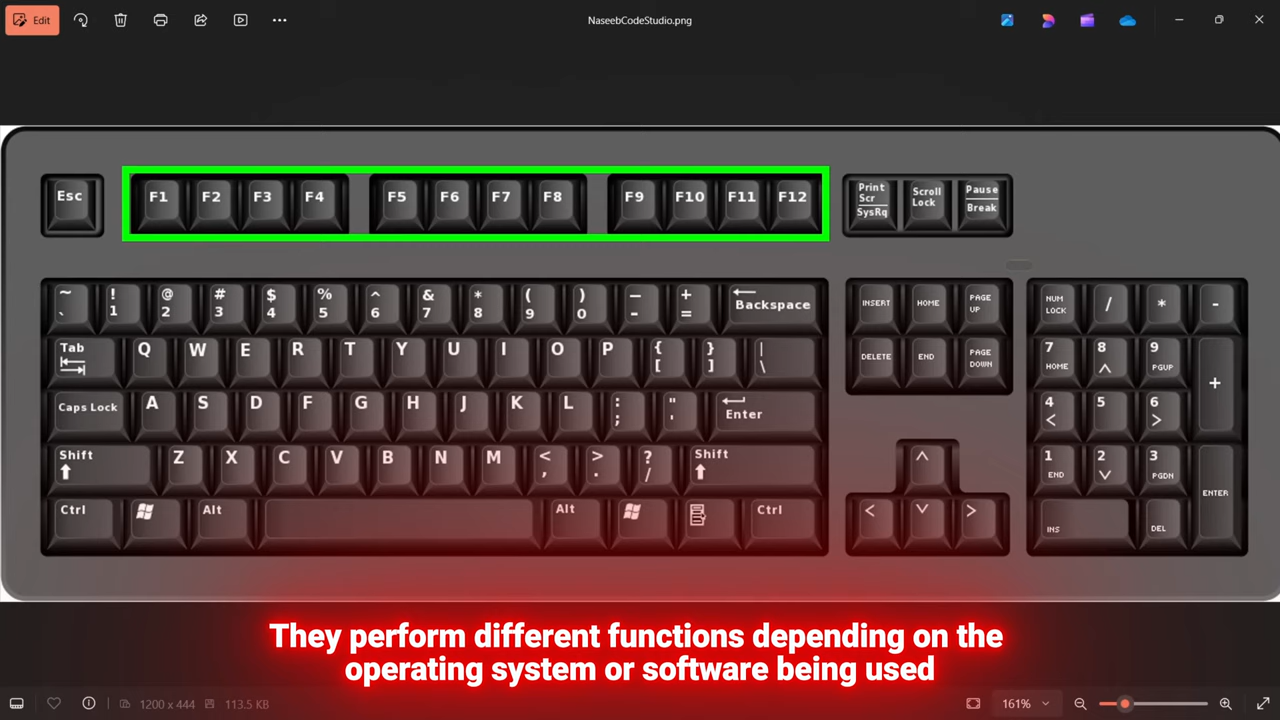 Edit
NaseebCodeStudio.png
Esc F1 F2 F3 F4 F5 F6 F7 F8 F9 F10 F11 F12 Print Scr SysRq Scroll Lock Pause Break
~ ` ! 1 @ 2 # 3 $ 4 % 5 ^ 6 & 7 * 8 ( 9 ) 0 — - + = Backspace INSERT HOME PAGE UP NUM LOCK / * -
Tab Q W E R T Y U I O P { [ } ] | \ DELETE END PAGE DOWN 7 HOME 8 ^ 9 PGUP +
Caps Lock A S D F G H J K L : ; " ' Enter 4 < 5 6 >
Shift Z X C V B N M < , > . ? / Shift ^ 1 END 2 v 3 PGDN ENTER
Ctrl Alt Alt Ctrl < v > INS DEL
They perform different functions depending on the
operating system or software being used
1200 x 444 113.5 KB 161%